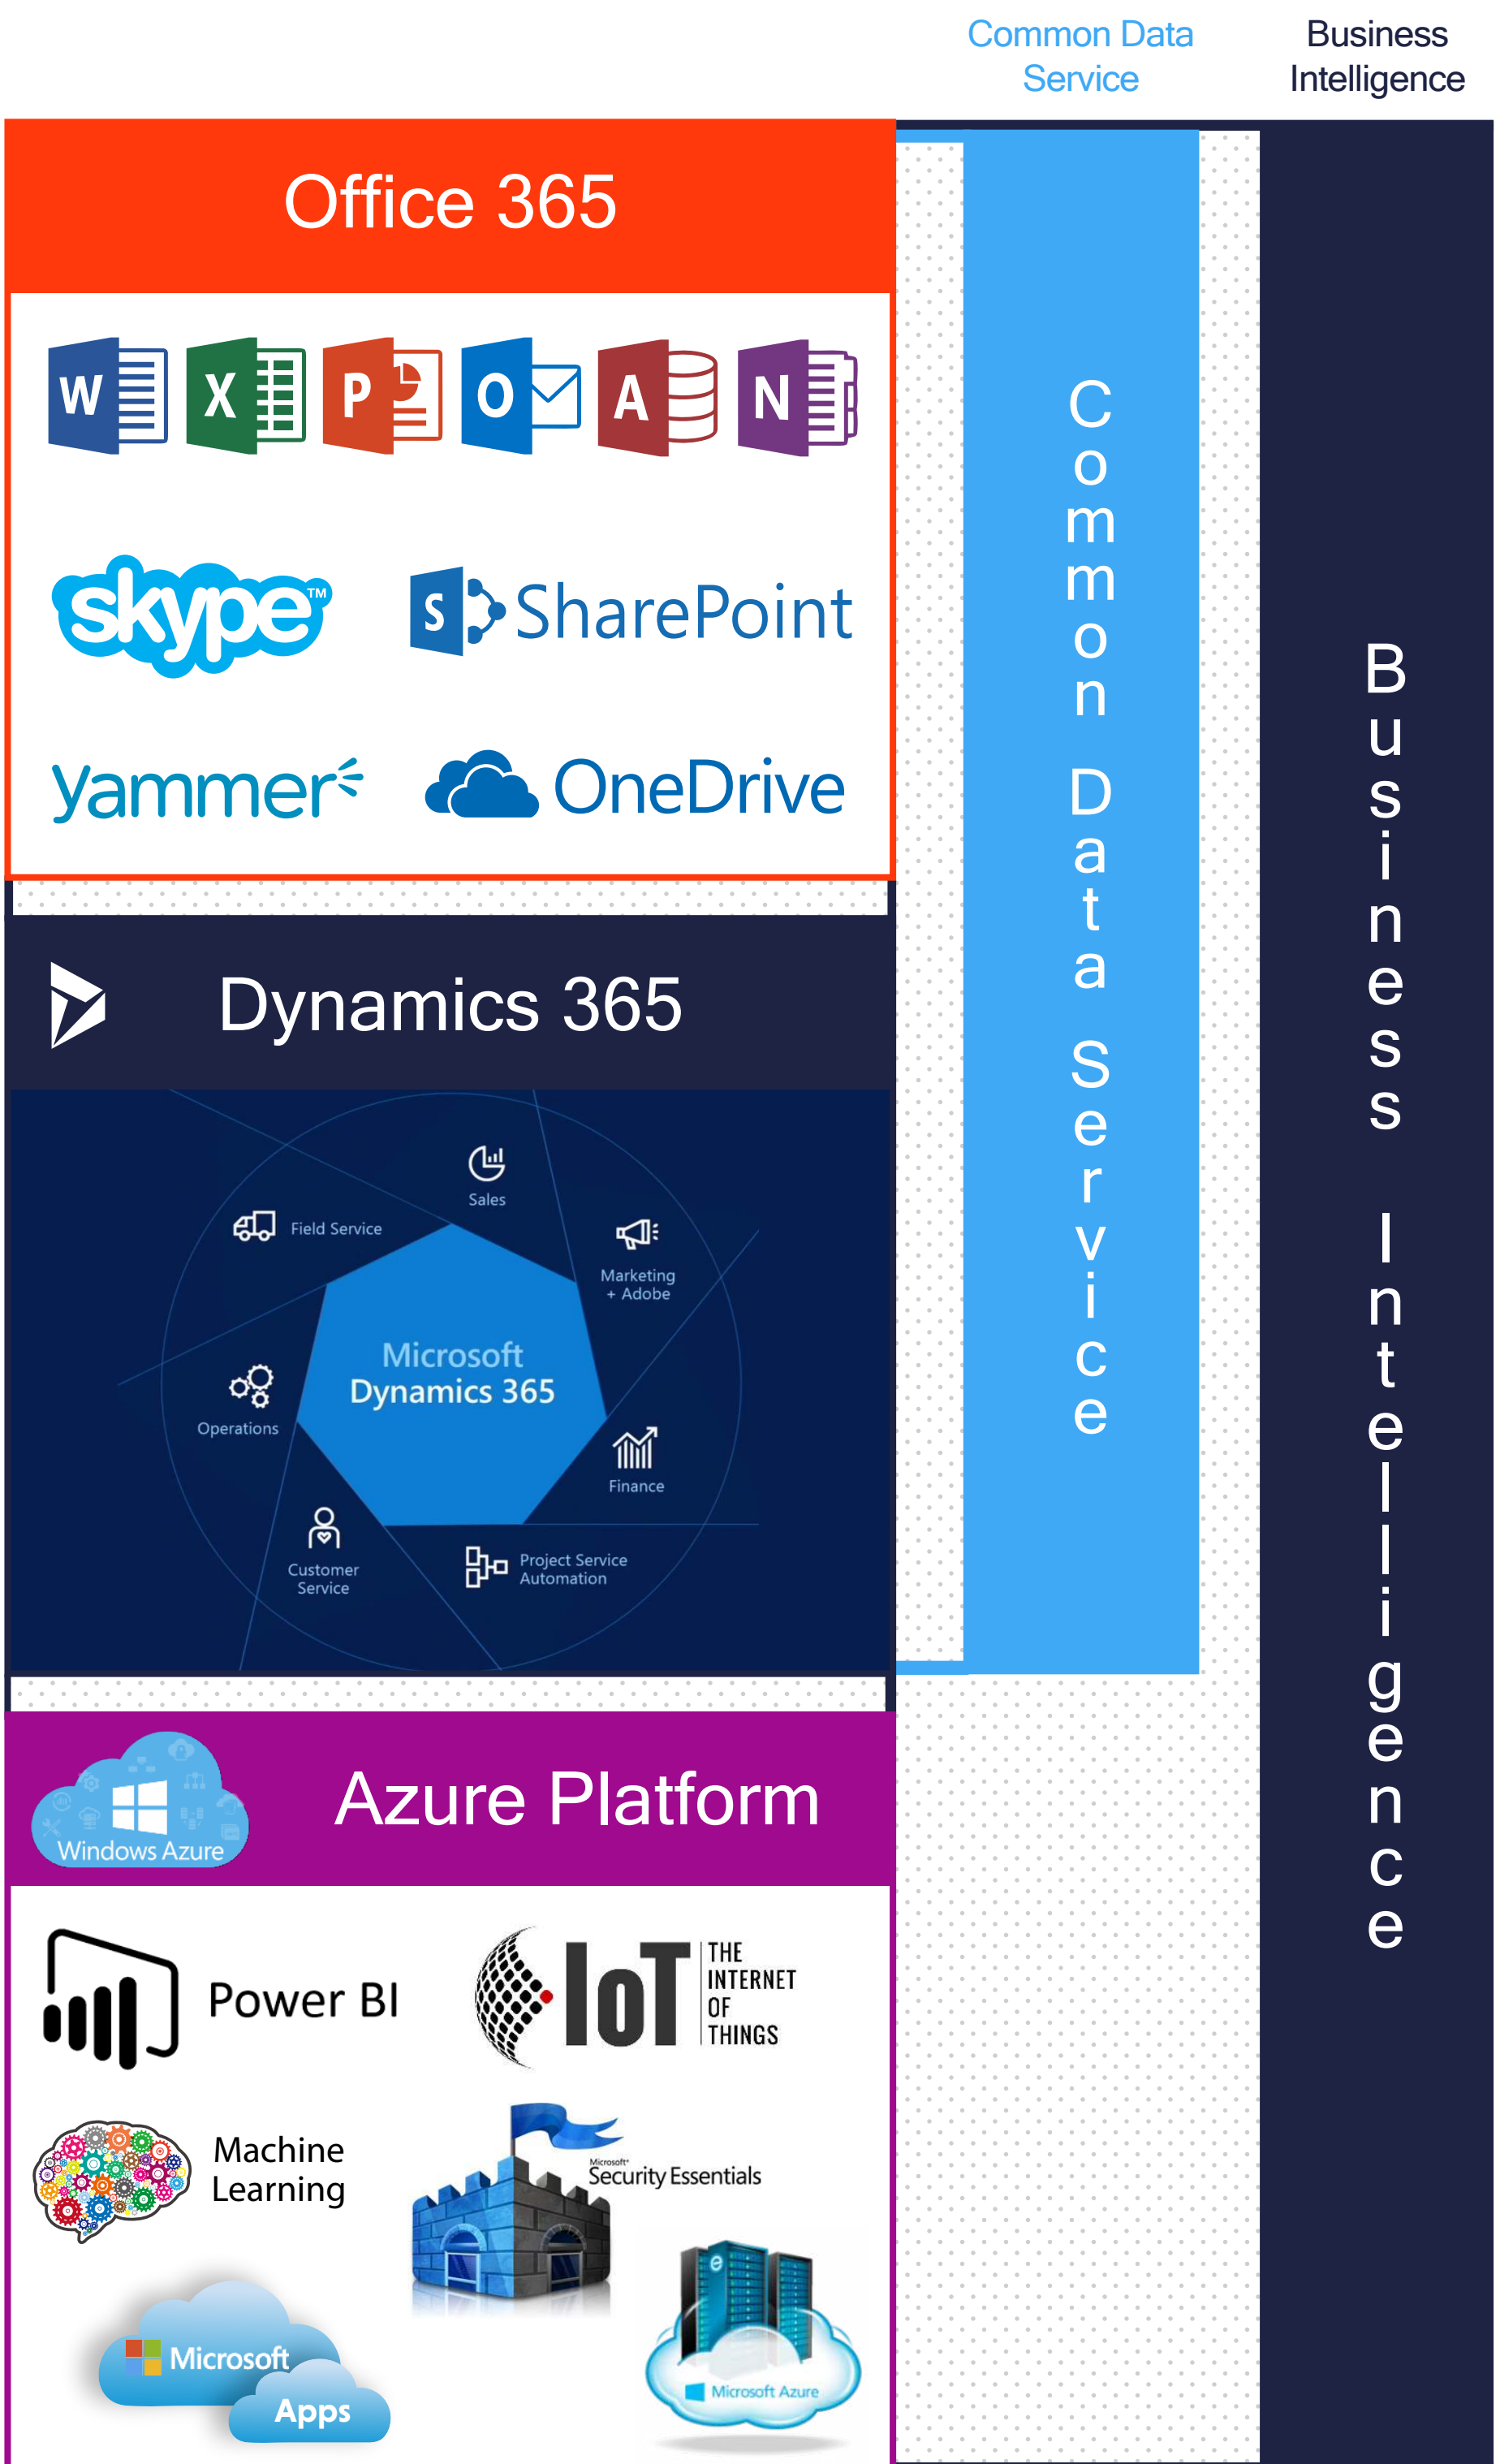 Common Data
Service
Business
Intelligence
Office 365
W
X
P
O
A
N
skype™
S
SharePoint
yammer
OneDrive
Common Data Service
Business Intelligence
Dynamics 365
Sales
Field Service
Marketing
+ Adobe
Microsoft
Dynamics 365
Operations
Finance
Customer
Service
Project Service
Automation
Windows Azure
Azure Platform
Power BI
IoT
THE
INTERNET
OF
THINGS
Machine
Learning
Microsoft®
Security Essentials
Microsoft
Apps
e
Microsoft Azure